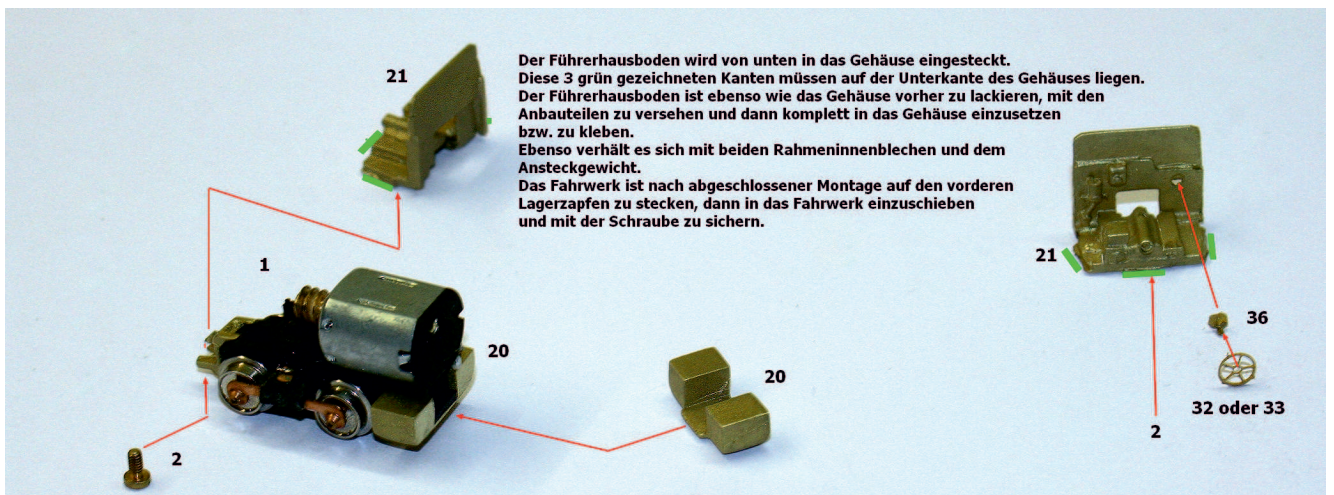 21
Der Führerhausboden wird von unten in das Gehäuse eingesteckt.
Diese 3 grün gezeichneten Kanten müssen auf der Unterkante des Gehäuses liegen.
Der Führerhausboden ist ebenso wie das Gehäuse vorher zu lackieren, mit den
Anbauteilen zu versehen und dann komplett in das Gehäuse einzusetzen
bzw. zu kleben.
Ebenso verhält es sich mit beiden Rahmeninnenblechen und dem
Ansteckgewicht.
Das Fahrwerk ist nach abgeschlossener Montage auf den vorderen
Lagerzapfen zu stecken, dann in das Fahrwerk einzuschieben
und mit der Schraube zu sichern.
1
20
20
2
21
36
32 oder 33
2